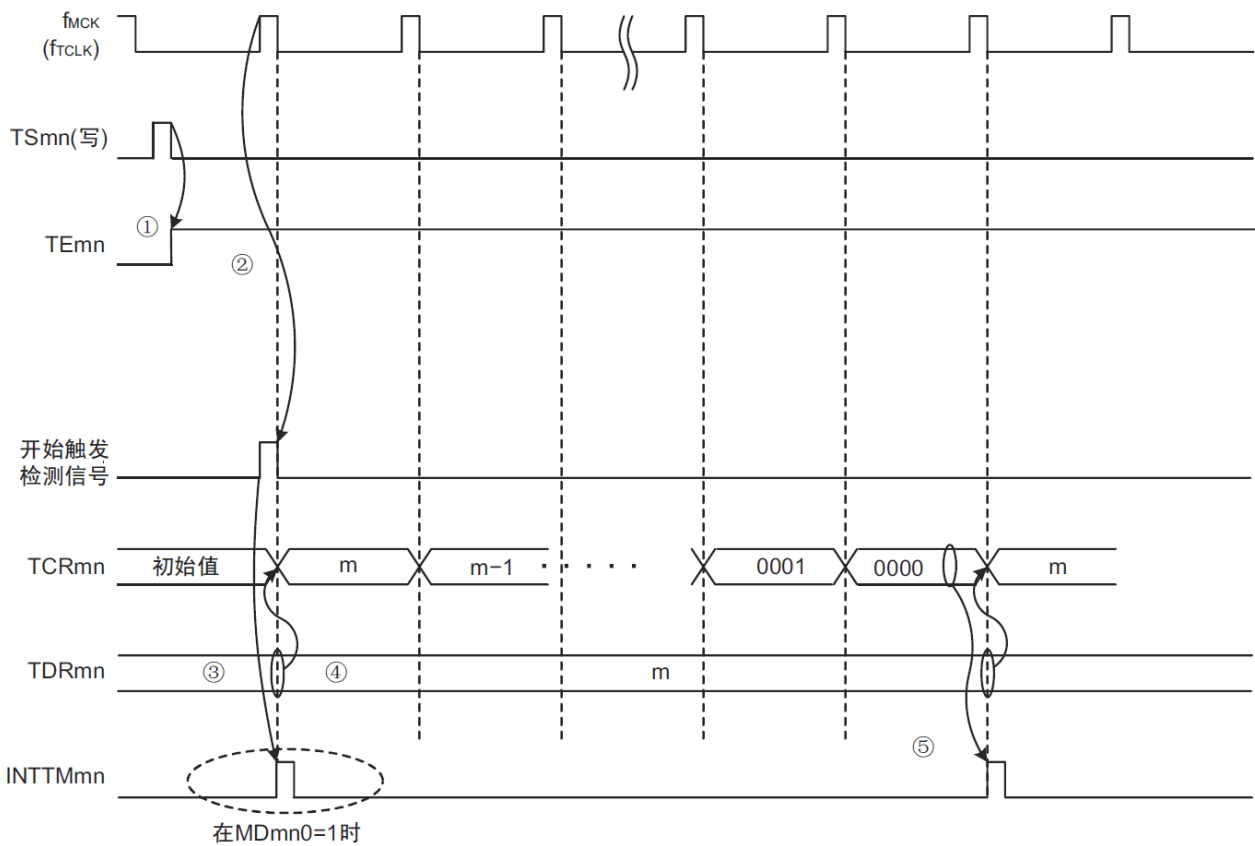 fMCK
(fTCLK)
TSmn(写)
①
TEmn
②
开始触发
检测信号
TCRmn 初始值 m m−1 · · · · · · 0001 0000 m
TDRmn ③ ④ m
⑤
INTTMmn
在MDmn0=1时